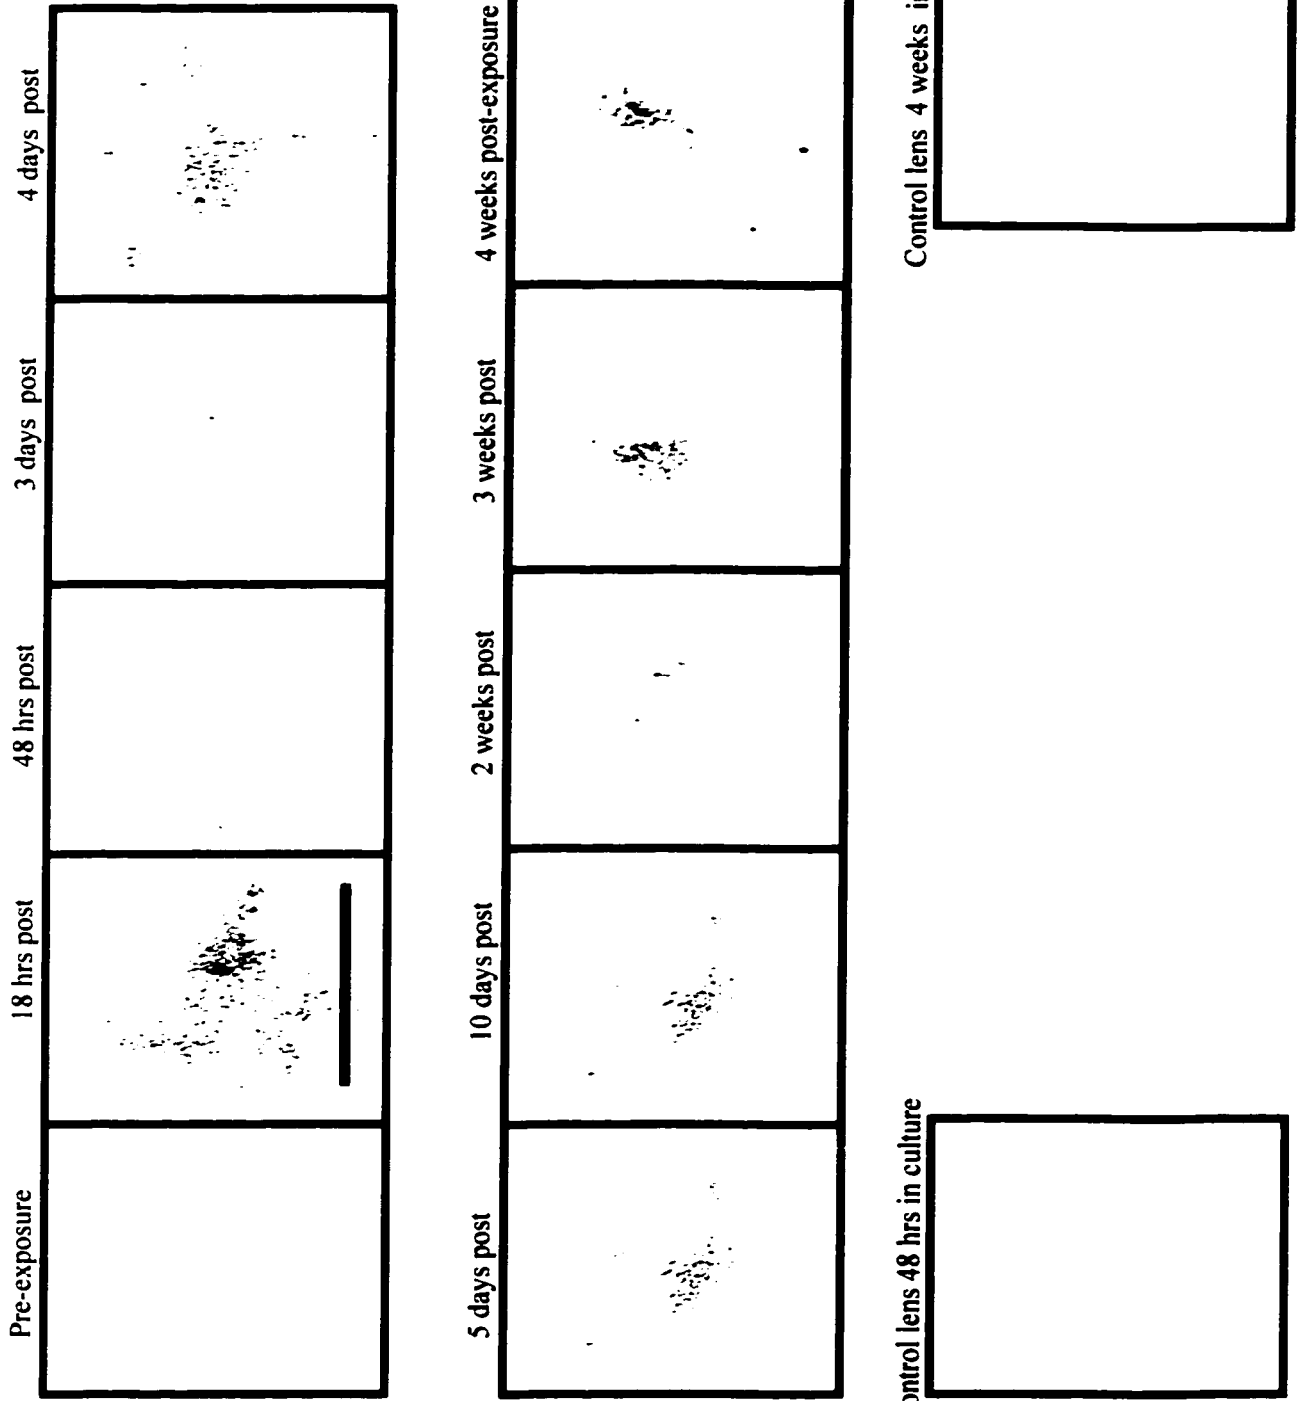 Pre-exposure
18 hrs post
48 hrs post
3 days post
4 days post
5 days post
10 days post
2 weeks post
3 weeks post
4 weeks post-exposure
ontrol lens 48 hrs in culture
Control lens 4 weeks i